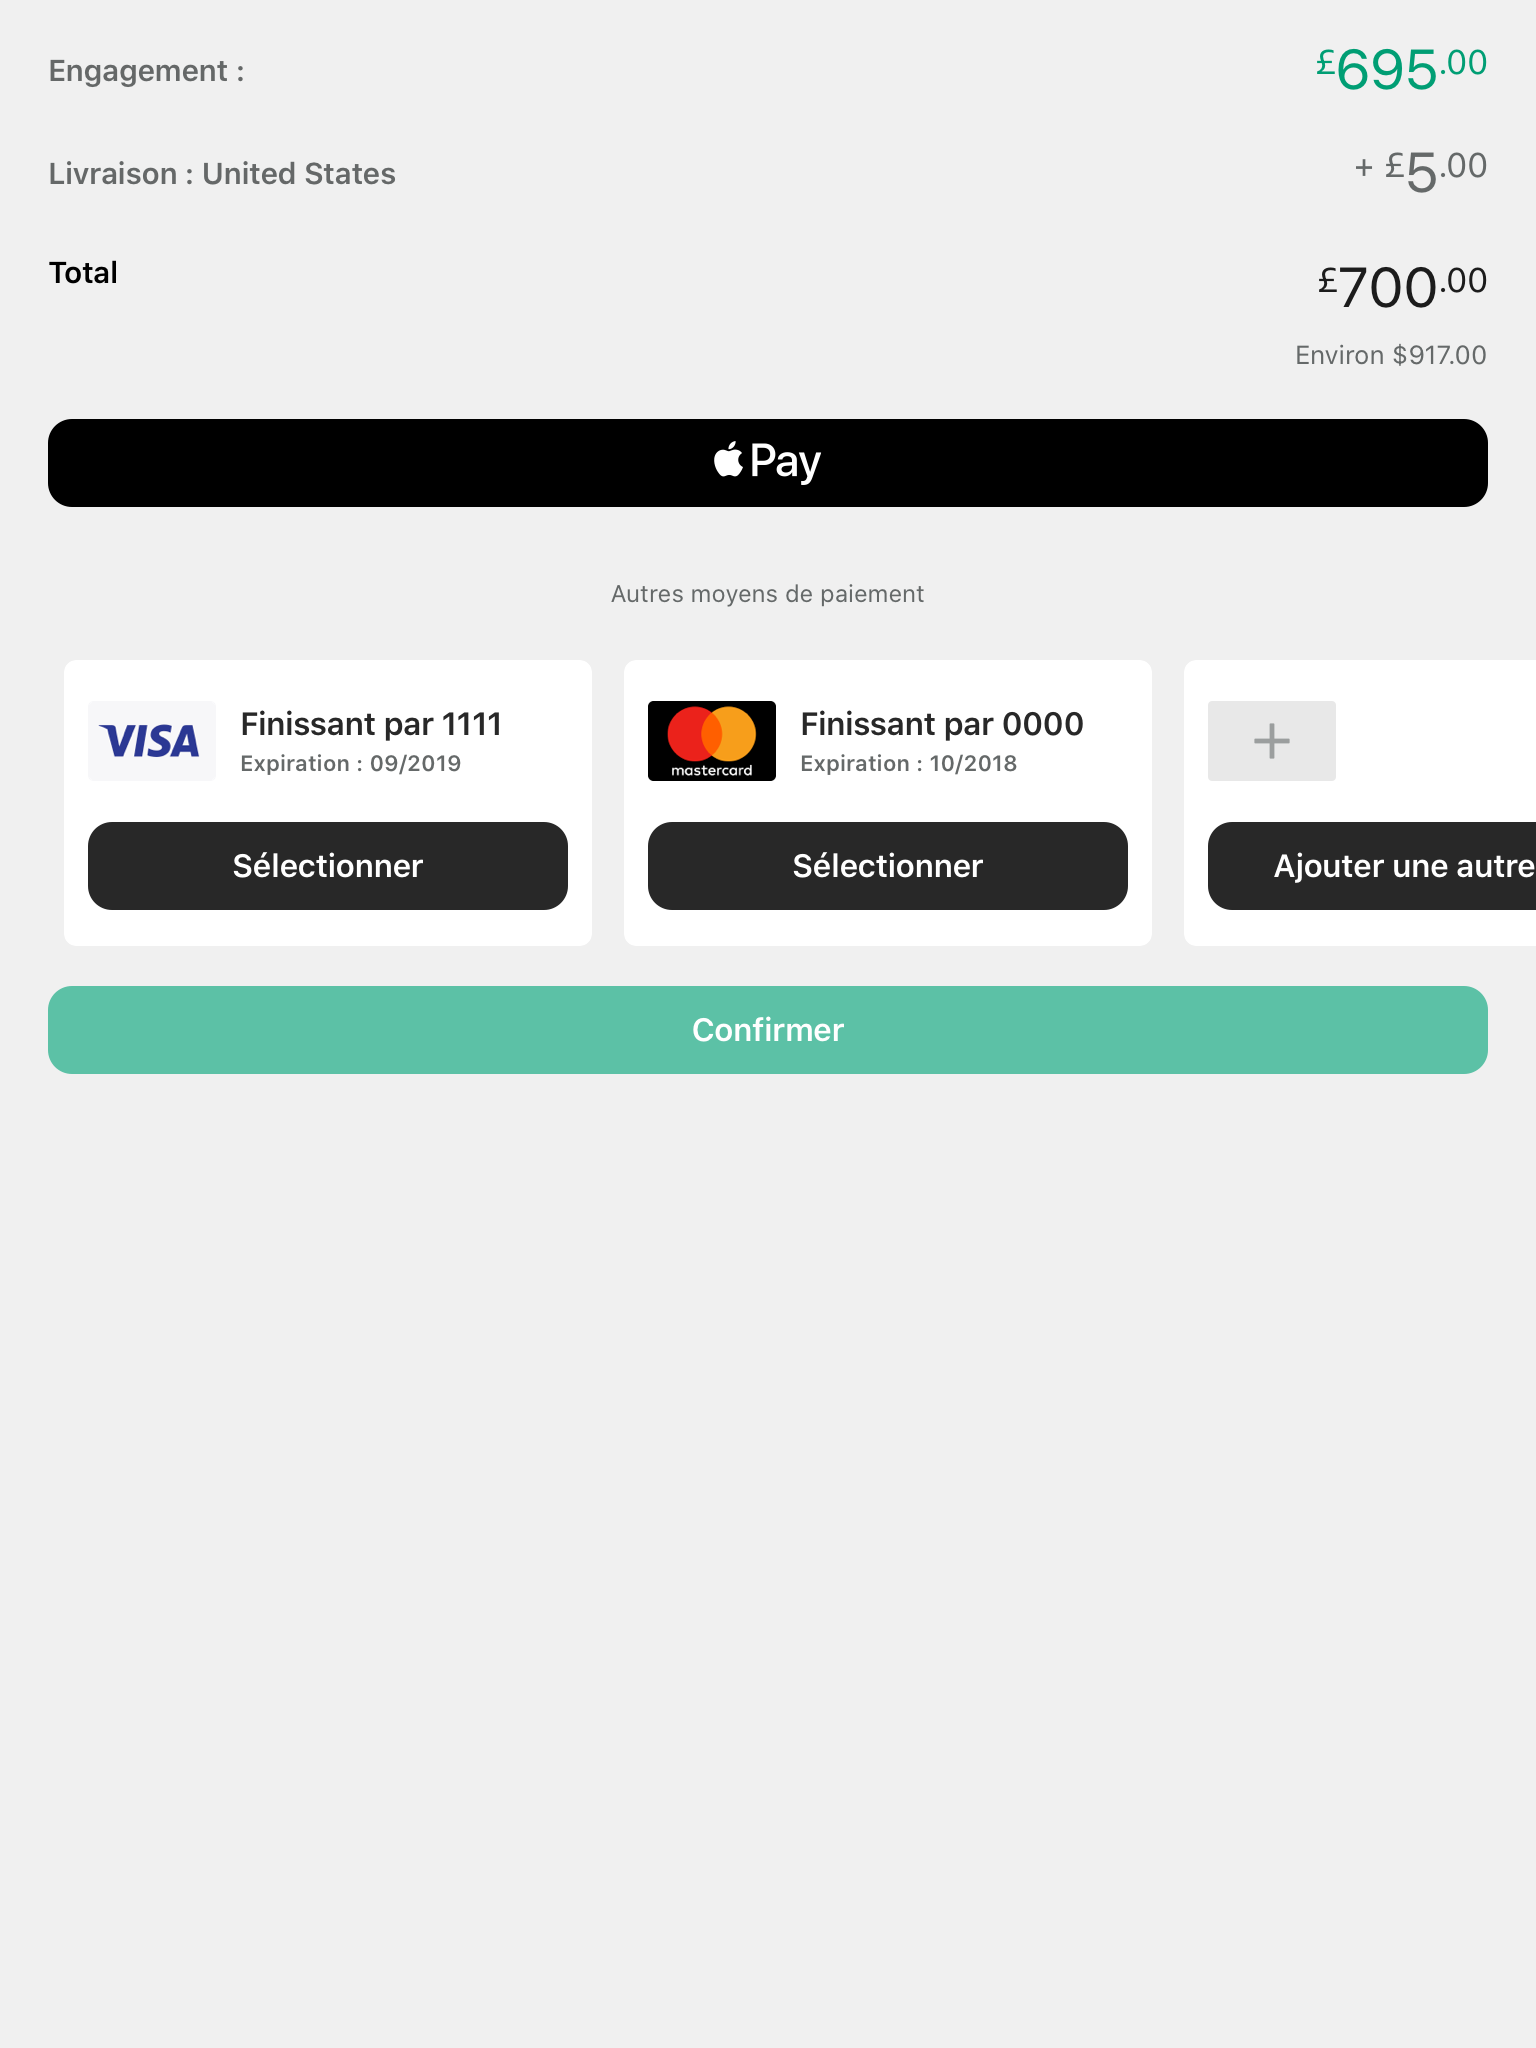 Engagement :
£695.00
Livraison : United States
+ £5.00
Total
£700.00
Environ $917.00
Pay
Autres moyens de paiement
VISA
Finissant par 1111
Expiration : 09/2019
Sélectionner
mastercard
Finissant par 0000
Expiration : 10/2018
Sélectionner
Ajouter une autre
Confirmer